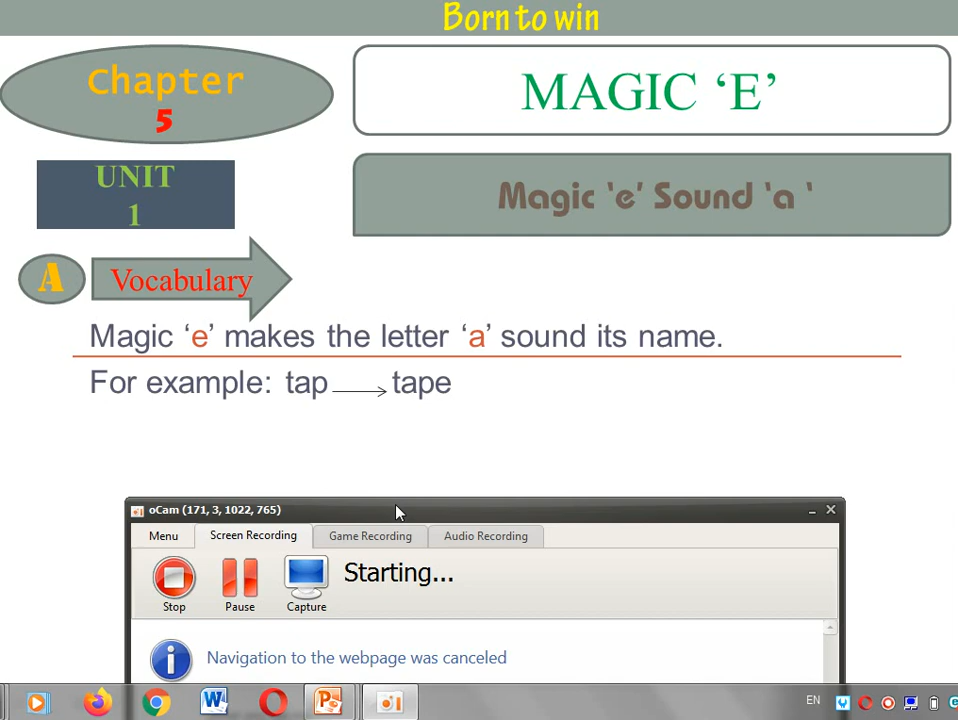 Born to win
Chapter
5
MAGIC ‘E’
UNIT
1
Magic ‘e’ Sound ‘a ‘
A
Vocabulary
Magic ‘e’ makes the letter ‘a’ sound its name.
For example: tap → tape
oCam (171, 3, 1022, 765)
Menu
Screen Recording
Game Recording
Audio Recording
Starting...
Stop
Pause
Capture
Navigation to the webpage was canceled
EN